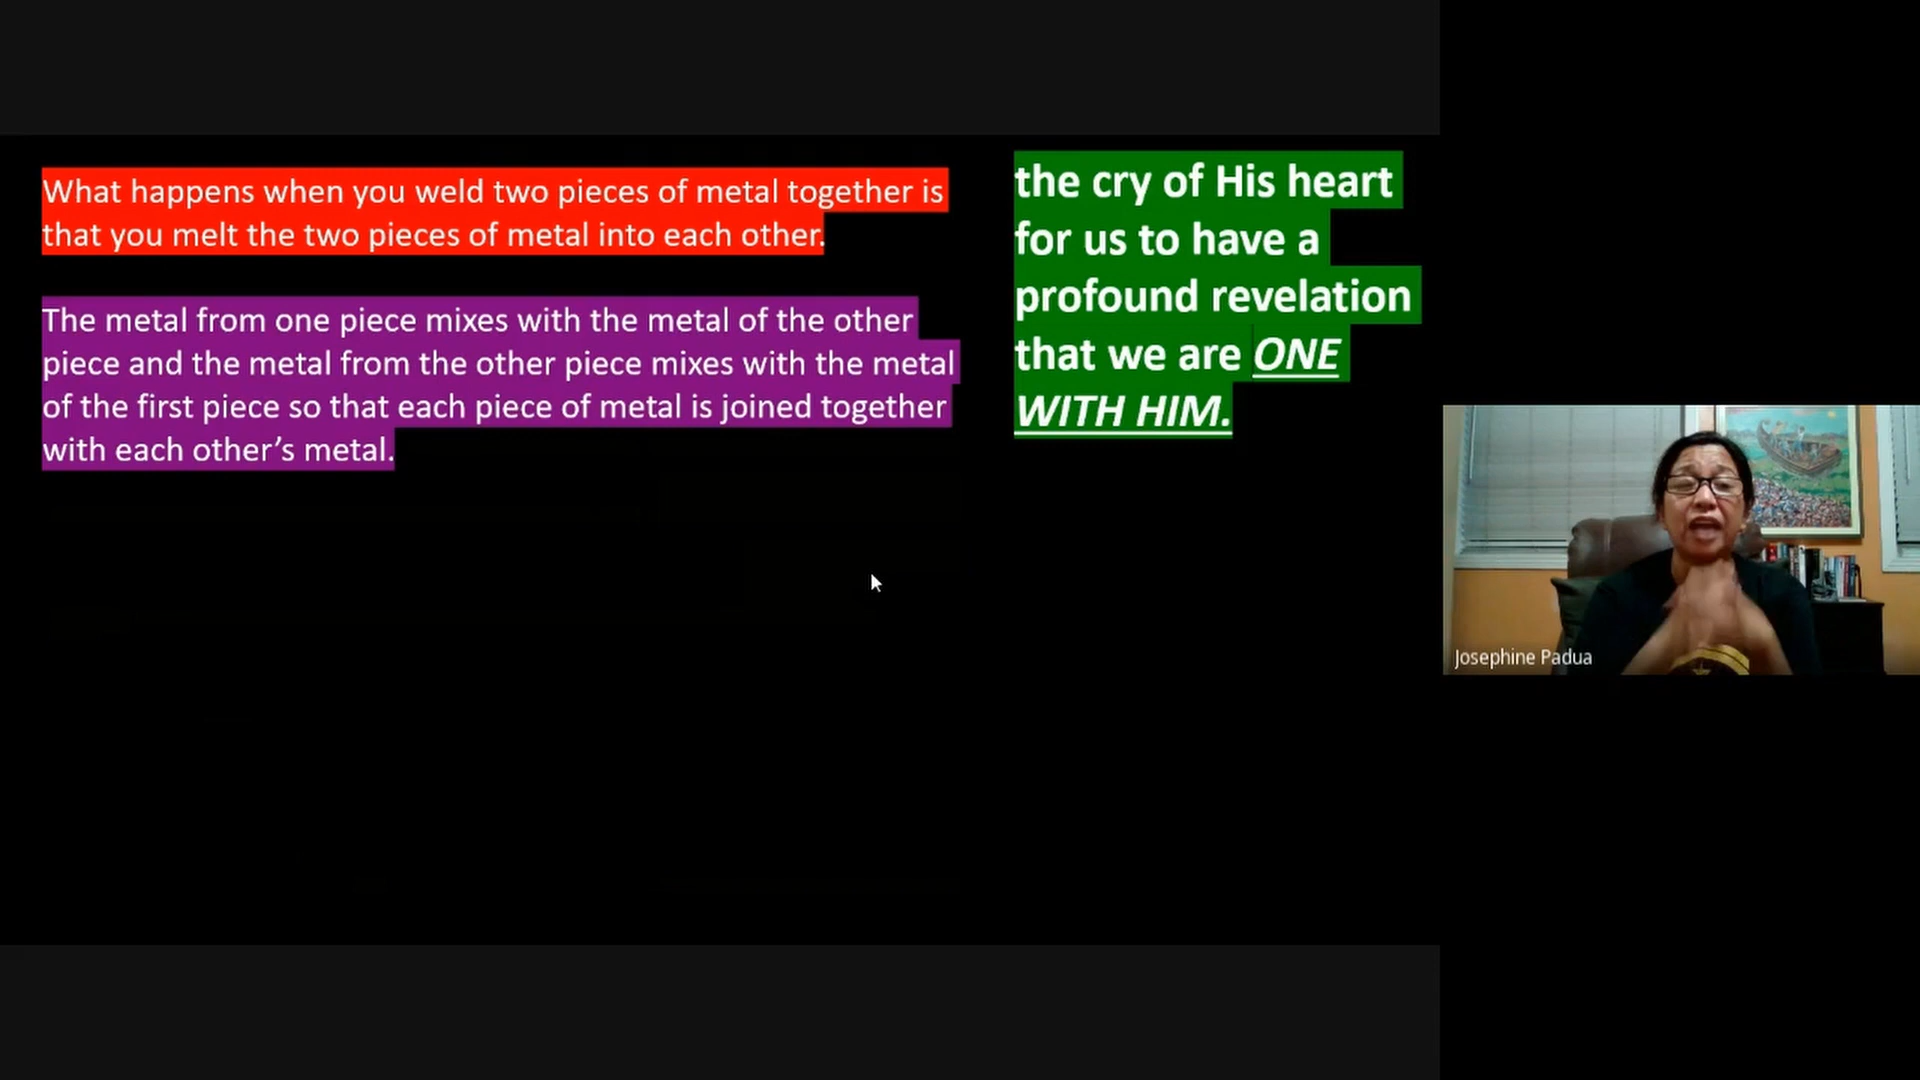 What happens when you weld two pieces of metal together is
that you melt the two pieces of metal into each other.
The metal from one piece mixes with the metal of the other
piece and the metal from the other piece mixes with the metal
of the first piece so that each piece of metal is joined together
with each other’s metal.
the cry of His heart
for us to have a
profound revelation
that we are ONE
WITH HIM.
Josephine Padua